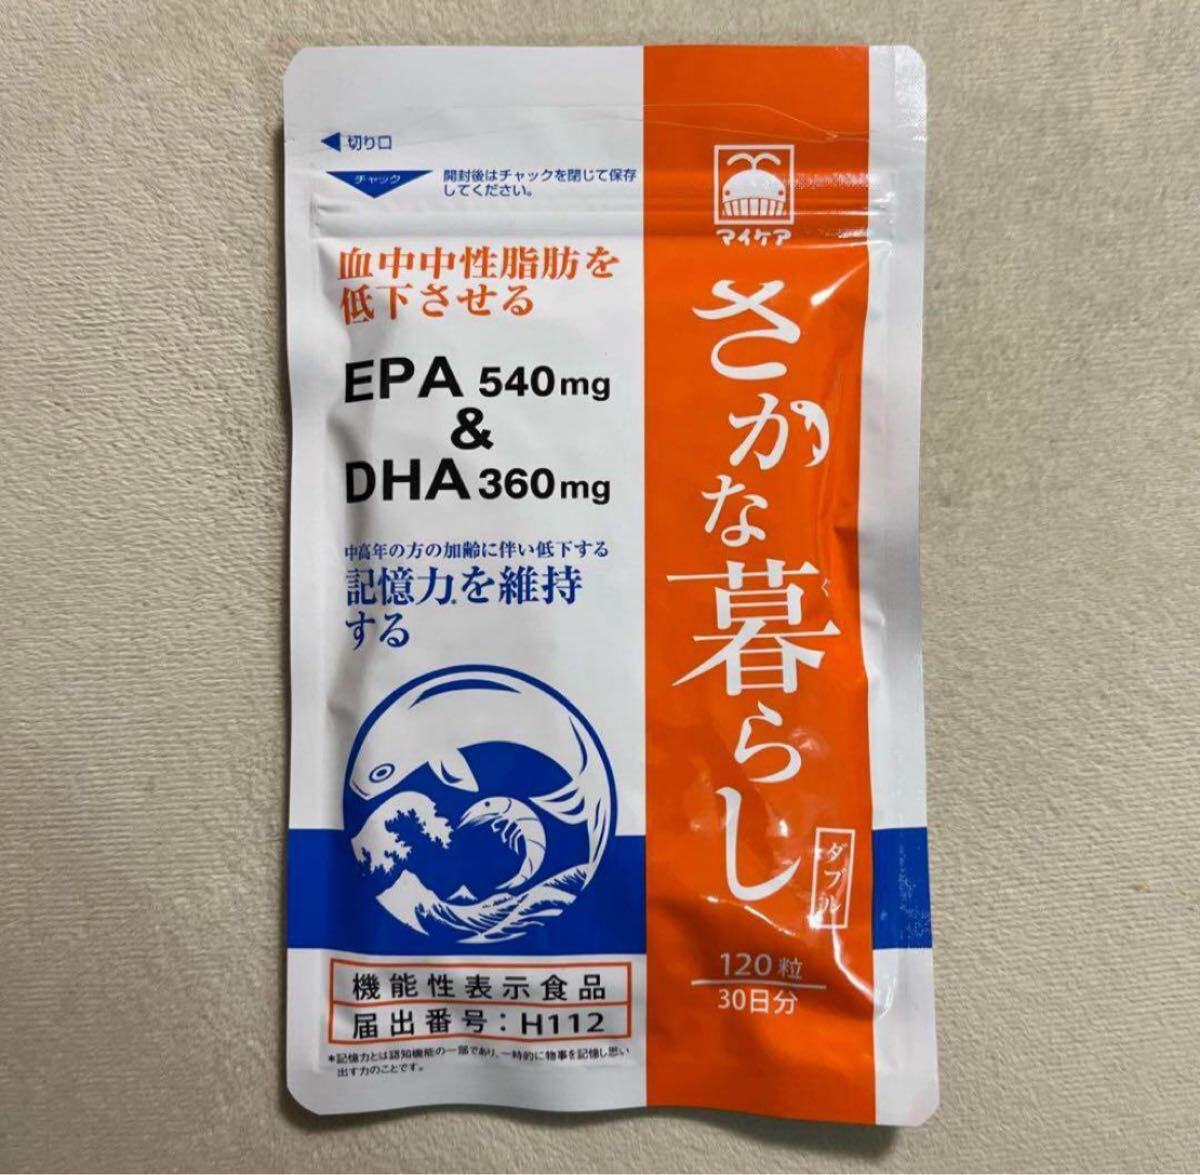 切り口
チャック
開封後はチャックを閉じて保存
してください。
マイケア
血中中性脂肪を
低下させる
EPA 540mg
&
DHA 360mg
中高年の方の加齢に伴い低下する
記憶力*を維持
する
さかな暮らし
ぐ
ダブル
120粒
30日分
機能性表示食品
届出番号：H112
*記憶力とは認知機能の一部であり、一時的に物事を記憶し思い
出す力のことです。